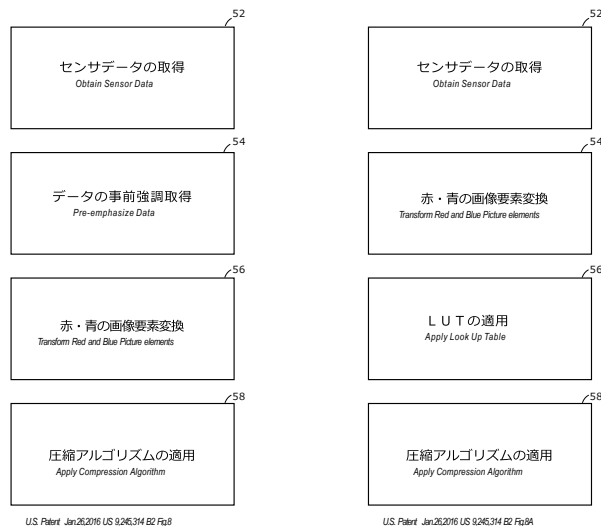 52
センサデータの取得
Obtain Sensor Data
54
データの事前強調取得
Pre-emphasize Data
56
赤・青の画像要素変換
Transform Red and Blue Picture elements
58
圧縮アルゴリズムの適用
Apply Compression Algorithm
U.S. Patent Jan.26,2016 US 9,245,314 B2 Fig.8
52
センサデータの取得
Obtain Sensor Data
54
赤・青の画像要素変換
Transform Red and Blue Picture elements
56
ＬＵＴの適用
Apply Look Up Table
58
圧縮アルゴリズムの適用
Apply Compression Algorithm
U.S. Patent Jan.26,2016 US 9,245,314 B2 Fig.8A